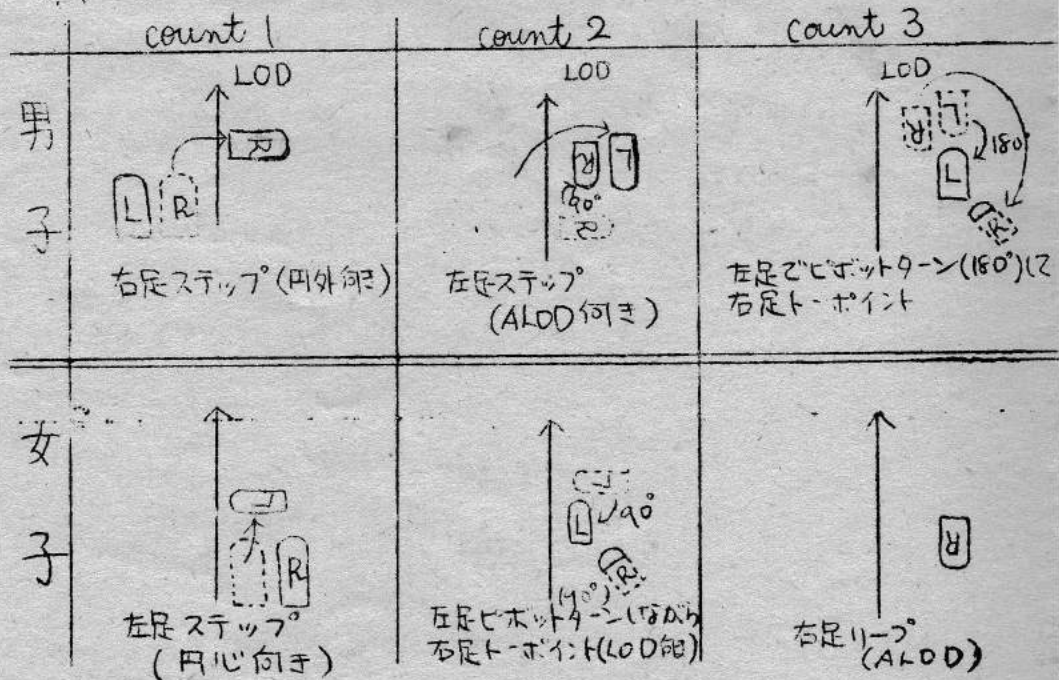 count 1
count 2
count 3
男子
LOD
L
R
R
右足ステップ(円外向き)
LOD
R
L
90°
R
左足ステップ
(ALOD向き)
LOD
R
L
180
L
R
左足でピボットターン(180°)して
右足トーポイント
女子
L
L
R
左足ステップ
(円心向き)
L
L
90°
R
(90°)
左足ピボットターンしながら
右足トーポイント(LOD向き)
R
右足リープ
(ALOD)